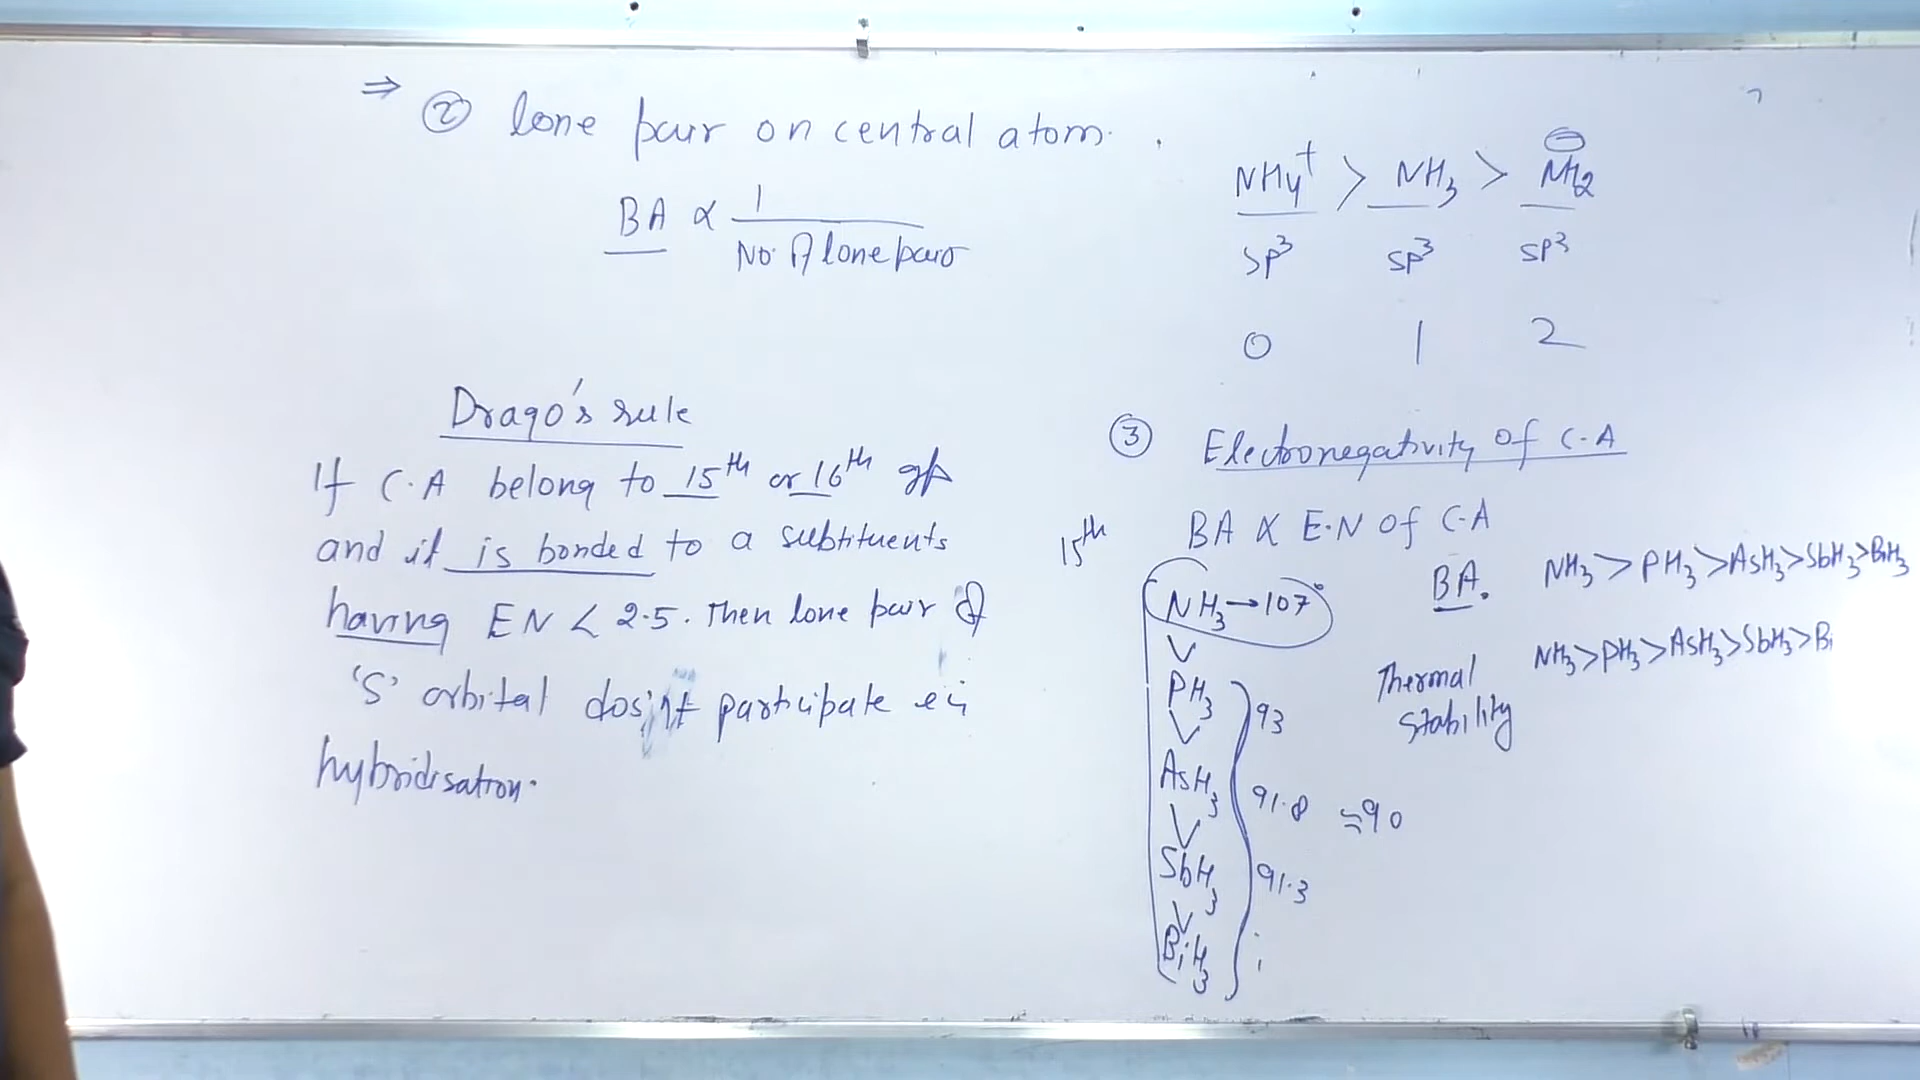 ⇒ ② lone pair on central atom.
BA ∝ 1 / No. of lone pairs
NH4⁺ > NH3 > N̄H2
sp³ sp³ sp³
0 1 2
Drago's rule
If C.A belong to 15th or 16th gp
and it is bonded to a subtituents
having EN < 2.5. Then lone pair of
'S' orbital dosn't participate in
hybridisation.
③ Electronegativity of C.A
BA ∝ E.N of C.A
15th
NH3 → 107°
>
PH3 93
>
AsH3 91.8 ≈90
>
SbH3 91.3
>
BiH3
BA. NH3 > PH3 > AsH3 > SbH3 > BiH3
Thermal NH3 > PH3 > AsH3 > SbH3 > Bi
stability